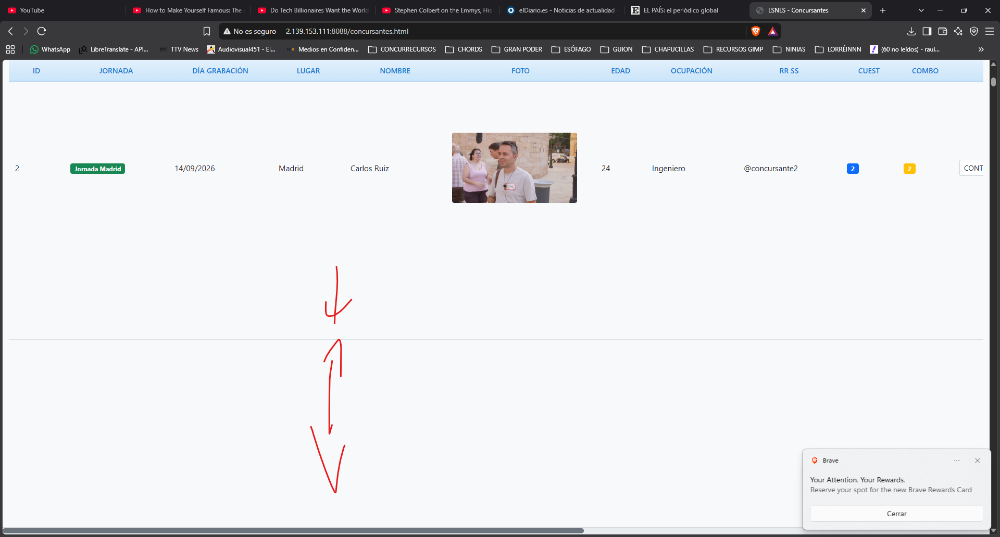 YouTube
How to Make Yourself Famous: The
Do Tech Billionaires Want the World
Stephen Colbert on the Emmys, His
elDiario.es - Noticias de actualidad
EL PAÍS: el periódico global
LSNLS - Concursantes
No es seguro
2.139.153.111:8088/concursantes.html
WhatsApp
LibreTranslate - API...
TTV News
Audiovisual451 - El...
Medios en Confiden...
CONCURRECURSOS
CHORDS
GRAN PODER
ESÓFAGO
GUION
CHAPUCILLAS
RECURSOS GIMP
NINIAS
LORRÉINNN
(60 no leídos) - raul...
ID JORNADA DÍA GRABACIÓN LUGAR NOMBRE FOTO EDAD OCUPACIÓN RR SS CUEST COMBO
2 Jornada Madrid 14/09/2026 Madrid Carlos Ruiz 24 Ingeniero @concursante2 2 2 CONT
Brave
Your Attention. Your Rewards.
Reserve your spot for the new Brave Rewards Card
Cerrar